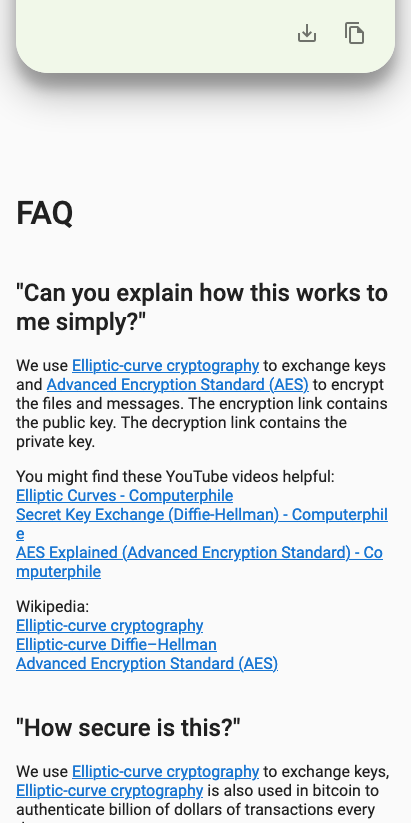 FAQ
"Can you explain how this works to
me simply?"
We use Elliptic-curve cryptography to exchange keys
and Advanced Encryption Standard (AES) to encrypt
the files and messages. The encryption link contains
the public key. The decryption link contains the
private key.
You might find these YouTube videos helpful:
Elliptic Curves - Computerphile
Secret Key Exchange (Diffie-Hellman) - Computerphil
e
AES Explained (Advanced Encryption Standard) - Co
mputerphile
Wikipedia:
Elliptic-curve cryptography
Elliptic-curve Diffie–Hellman
Advanced Encryption Standard (AES)
"How secure is this?"
We use Elliptic-curve cryptography to exchange keys,
Elliptic-curve cryptography is also used in bitcoin to
authenticate billion of dollars of transactions every